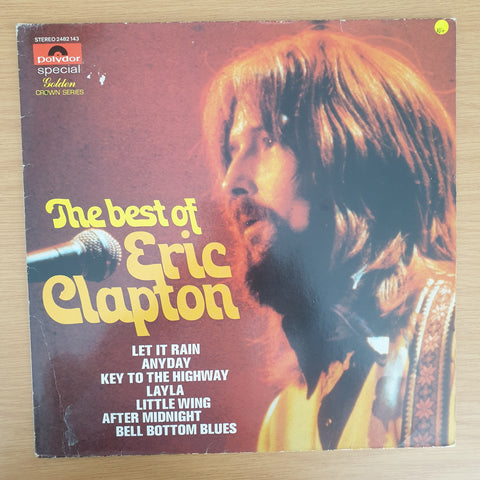 STEREO 2482 143
Polydor
special
Golden
CROWN SERIES
The best of
Eric
Clapton
LET IT RAIN
ANYDAY
KEY TO THE HIGHWAY
LAYLA
LITTLE WING
AFTER MIDNIGHT
BELL BOTTOM BLUES